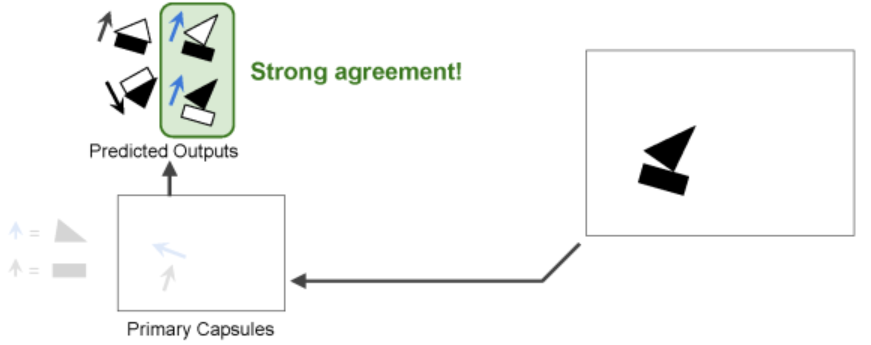 Strong agreement!
Predicted Outputs
=
=
Primary Capsules